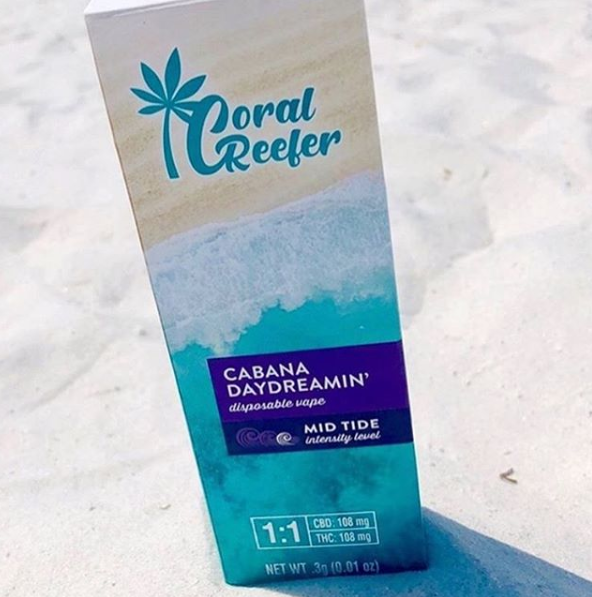 Coral
Reefer
CABANA
DAYDREAMIN'
disposable vape
MID TIDE
intensity level
1:1 CBD: 108 mg
THC: 108 mg
NET WT .3g (0.01 oz)